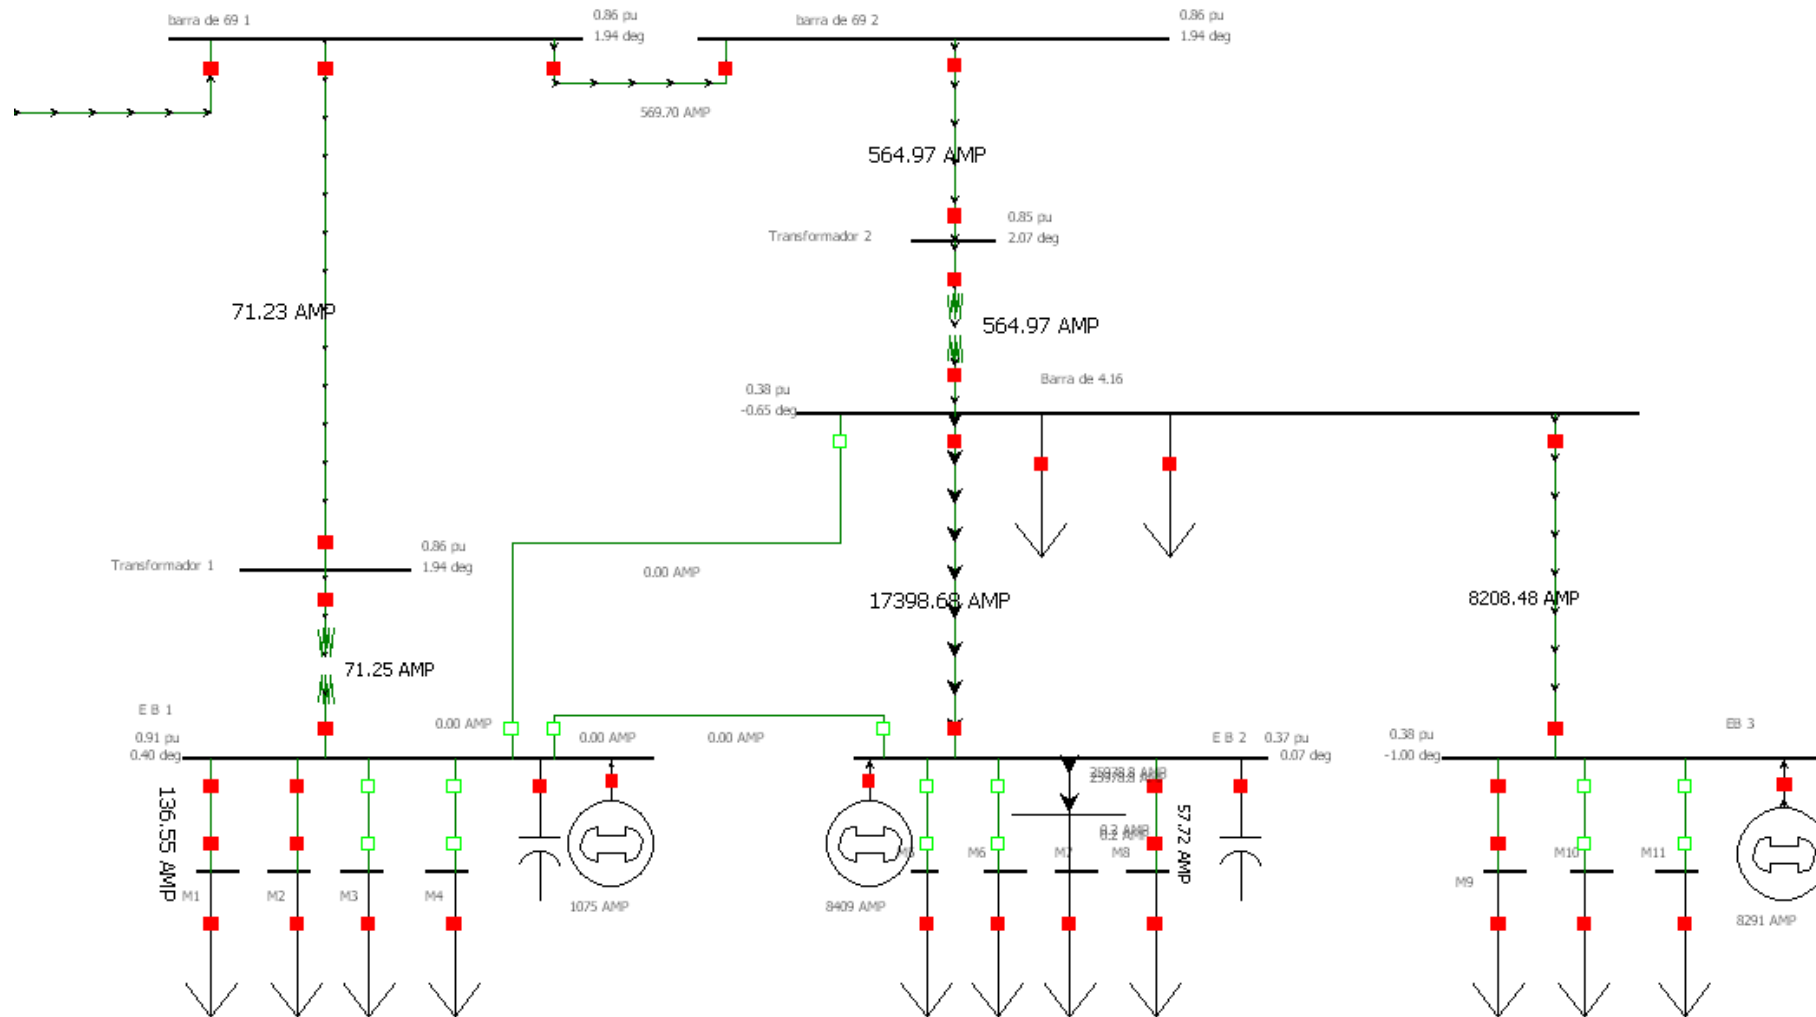 barra de 69 1
0.86 pu
1.94 deg
barra de 69 2
0.86 pu
1.94 deg
569.70 AMP
564.97 AMP
Transformador 2
0.85 pu
2.07 deg
71.23 AMP
564.97 AMP
0.38 pu
-0.65 deg
Barra de 4.16
Transformador 1
0.86 pu
1.94 deg
0.00 AMP
17398.68 AMP
8208.48 AMP
71.25 AMP
E B 1
0.91 pu
0.40 deg
0.00 AMP
0.00 AMP
0.00 AMP
E B 2
0.37 pu
0.07 deg
0.38 pu
-1.00 deg
EB 3
136.55 AMP
57.72 AMP
0.2 AMP
M1
M2
M3
M4
1075 AMP
8409 AMP
M6
M7
M8
M9
M10
M11
8291 AMP